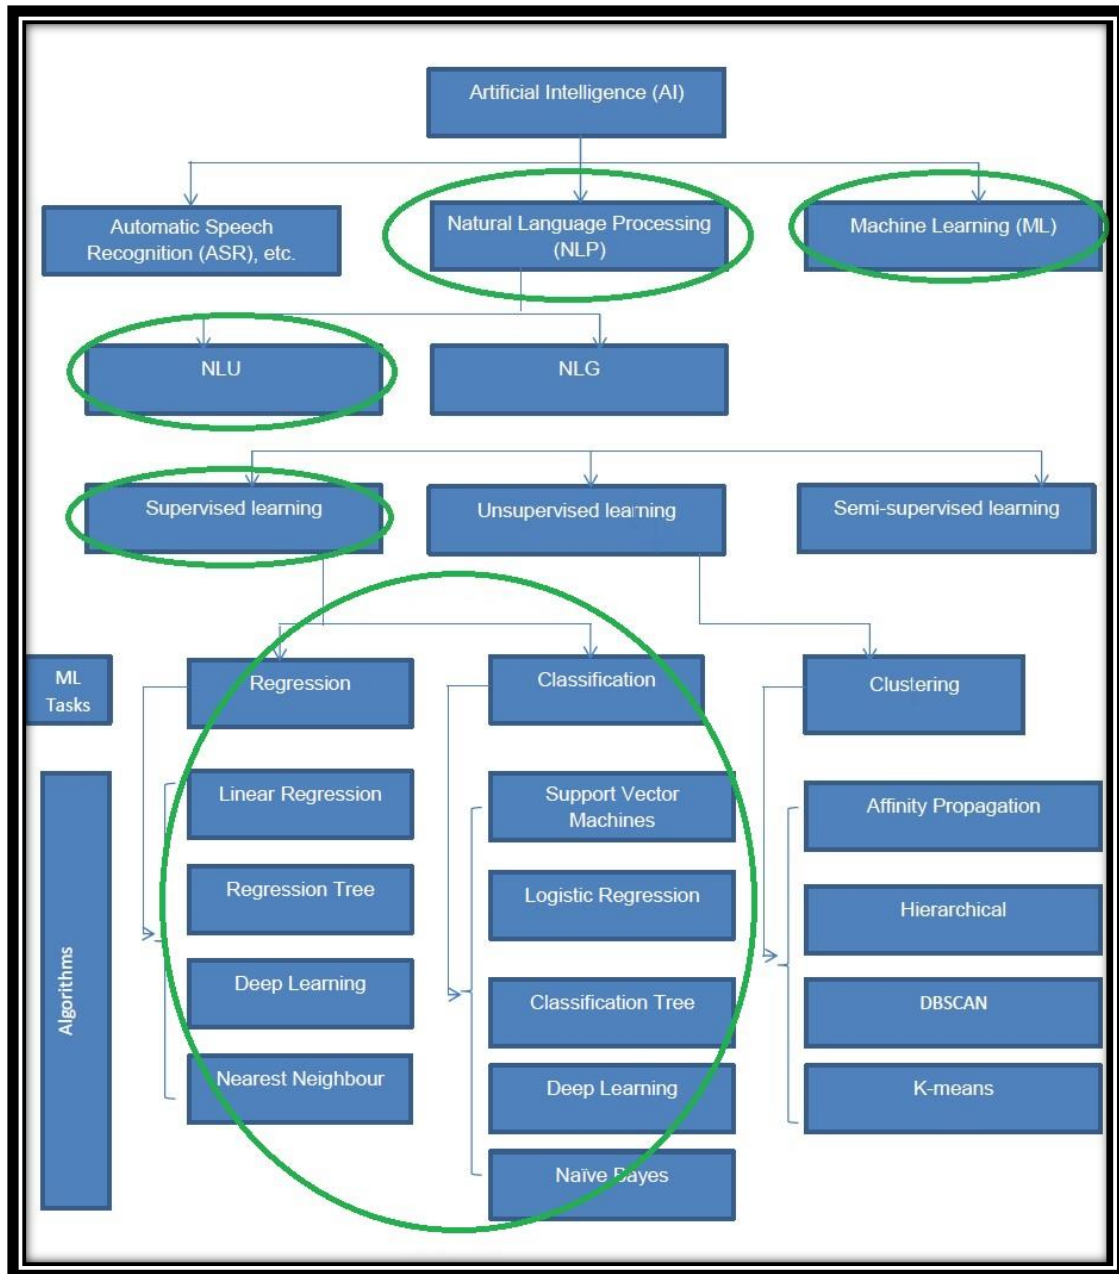 Artificial Intelligence (AI)
Automatic Speech
Recognition (ASR), etc.
Natural Language Processing
(NLP)
Machine Learning (ML)
NLU
NLG
Supervised learning
Unsupervised learning
Semi-supervised learning
ML
Tasks
Regression
Classification
Clustering
Algorithms
Linear Regression
Regression Tree
Deep Learning
Nearest Neighbour
Support Vector
Machines
Logistic Regression
Classification Tree
Deep Learning
Naïve Bayes
Affinity Propagation
Hierarchical
DBSCAN
K-means